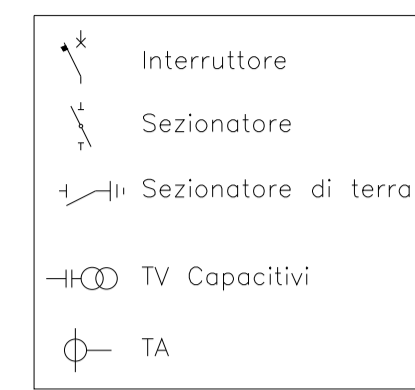 Interruttore
Sezionatore
Sezionatore di terra
TV Capacitivi
TA